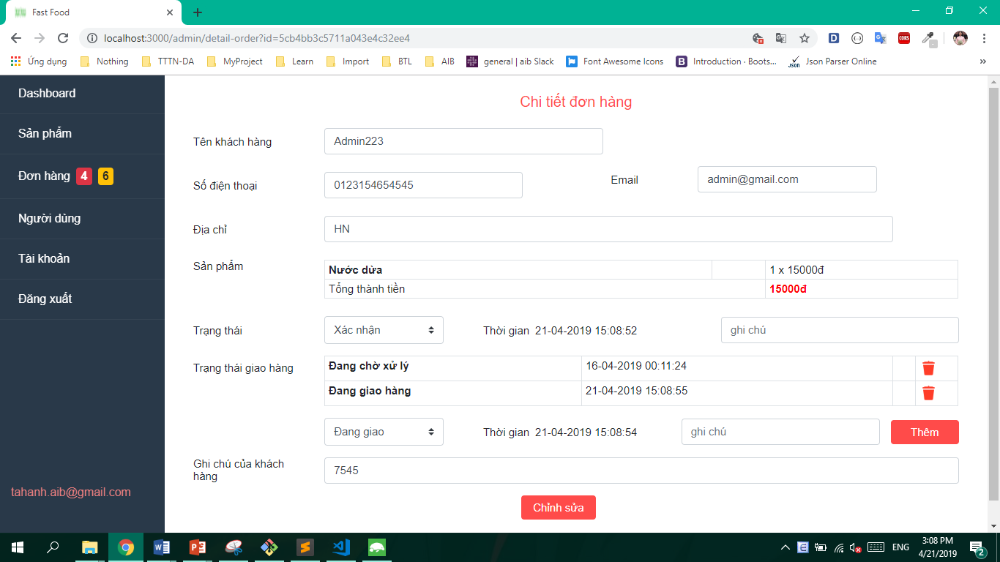 Fast Food
localhost:3000/admin/detail-order?id=5cb4bb3c5711a043e4c32ee4
Ứng dụng Nothing TTTN-DA MyProject Learn Import BTL AIB general | aib Slack Font Awesome Icons Introduction · Boots... Json Parser Online »
Dashboard
Sản phẩm
Đơn hàng 4 6
Người dùng
Tài khoản
Đăng xuất
tahanh.aib@gmail.com
Chi tiết đơn hàng
Tên khách hàng Admin223
Số điện thoại 0123154654545 Email admin@gmail.com
Địa chỉ HN
Sản phẩm Nước dừa 1 x 15000đ
Tổng thành tiền 15000đ
Trạng thái Xác nhận Thời gian 21-04-2019 15:08:52 ghi chú
Trạng thái giao hàng Đang chờ xử lý 16-04-2019 00:11:24
Đang giao hàng 21-04-2019 15:08:55
Đang giao Thời gian 21-04-2019 15:08:54 ghi chú Thêm
Ghi chú của khách
hàng
7545
Chỉnh sửa
ENG
3:08 PM
4/21/2019
2